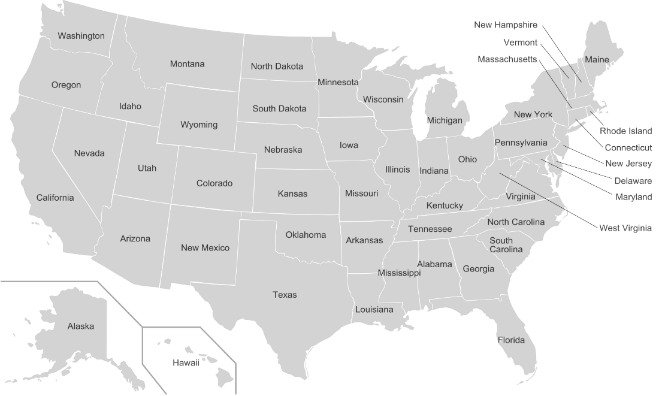 New Hampshire
Vermont
Massachusetts
Maine
Washington
Montana
North Dakota
Minnesota
Oregon
Idaho
South Dakota
Wisconsin
Michigan
New York
Rhode Island
Wyoming
Connecticut
Pennsylvania
Nebraska
Iowa
Nevada
Utah
Colorado
Illinois
Indiana
Ohio
New Jersey
Delaware
Maryland
California
Kansas
Missouri
Kentucky
Virginia
West Virginia
Arizona
New Mexico
Oklahoma
Arkansas
Tennessee
North Carolina
South
Carolina
Mississippi
Alabama
Georgia
Texas
Louisiana
Florida
Alaska
Hawaii